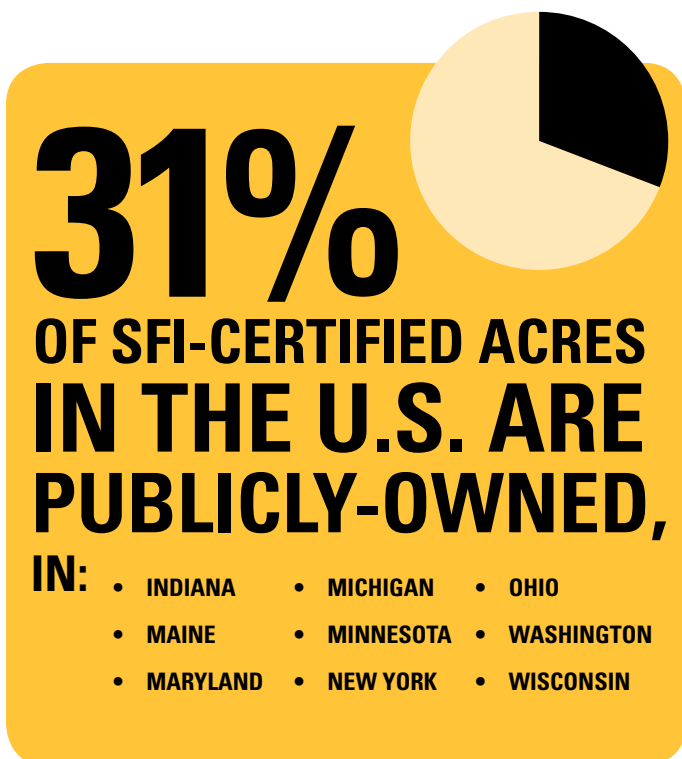 31%
OF SFI-CERTIFIED ACRES
IN THE U.S. ARE
PUBLICLY-OWNED,
IN:
• INDIANA
• MAINE
• MARYLAND
• MICHIGAN
• MINNESOTA
• NEW YORK
• OHIO
• WASHINGTON
• WISCONSIN